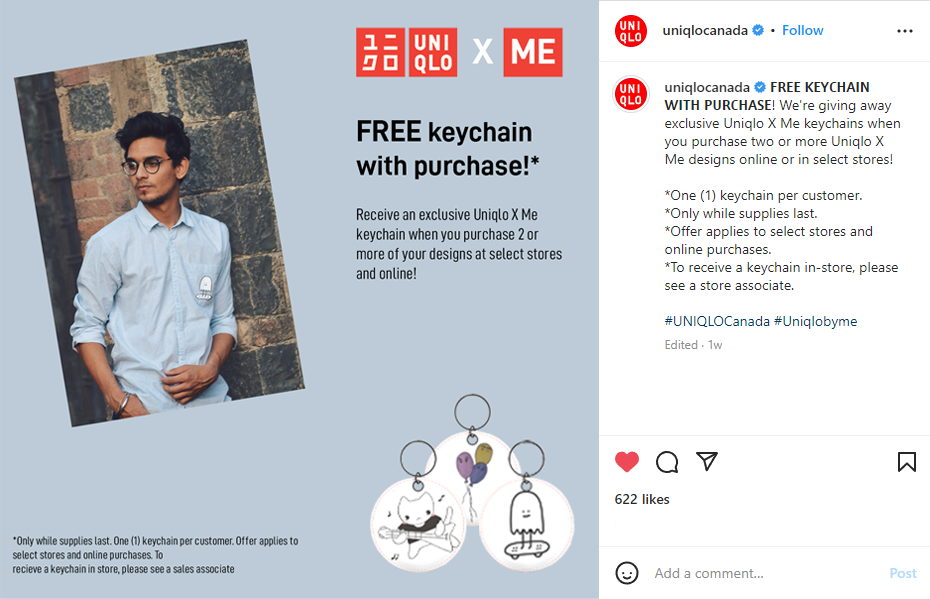 ユニ UNI
クロ QLO
X
ME
FREE keychain
with purchase!*
Receive an exclusive Uniqlo X Me
keychain when you purchase 2 or
more of your designs at select stores
and online!
*Only while supplies last. One (1) keychain per customer. Offer applies to
select stores and online purchases. To
recieve a keychain in store, please see a sales associate
UNI
QLO
uniqlocanada • Follow
UNI
QLO
uniqlocanada FREE KEYCHAIN
WITH PURCHASE! We're giving away
exclusive Uniqlo X Me keychains when
you purchase two or more Uniqlo X
Me designs online or in select stores!
*One (1) keychain per customer.
*Only while supplies last.
*Offer applies to select stores and
online purchases.
*To receive a keychain in-store, please
see a store associate.
#UNIQLOCanada #Uniqlobyme
Edited · 1w
622 likes
Add a comment...
Post